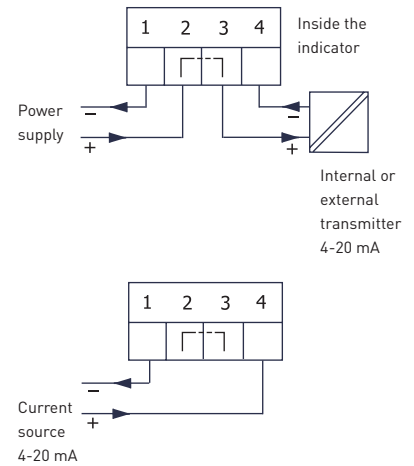 1 2 3 4
Inside the
indicator
Power
supply
−
+
−
+
Internal or
external
transmitter
4-20 mA
1 2 3 4
−
+
Current
source
4-20 mA